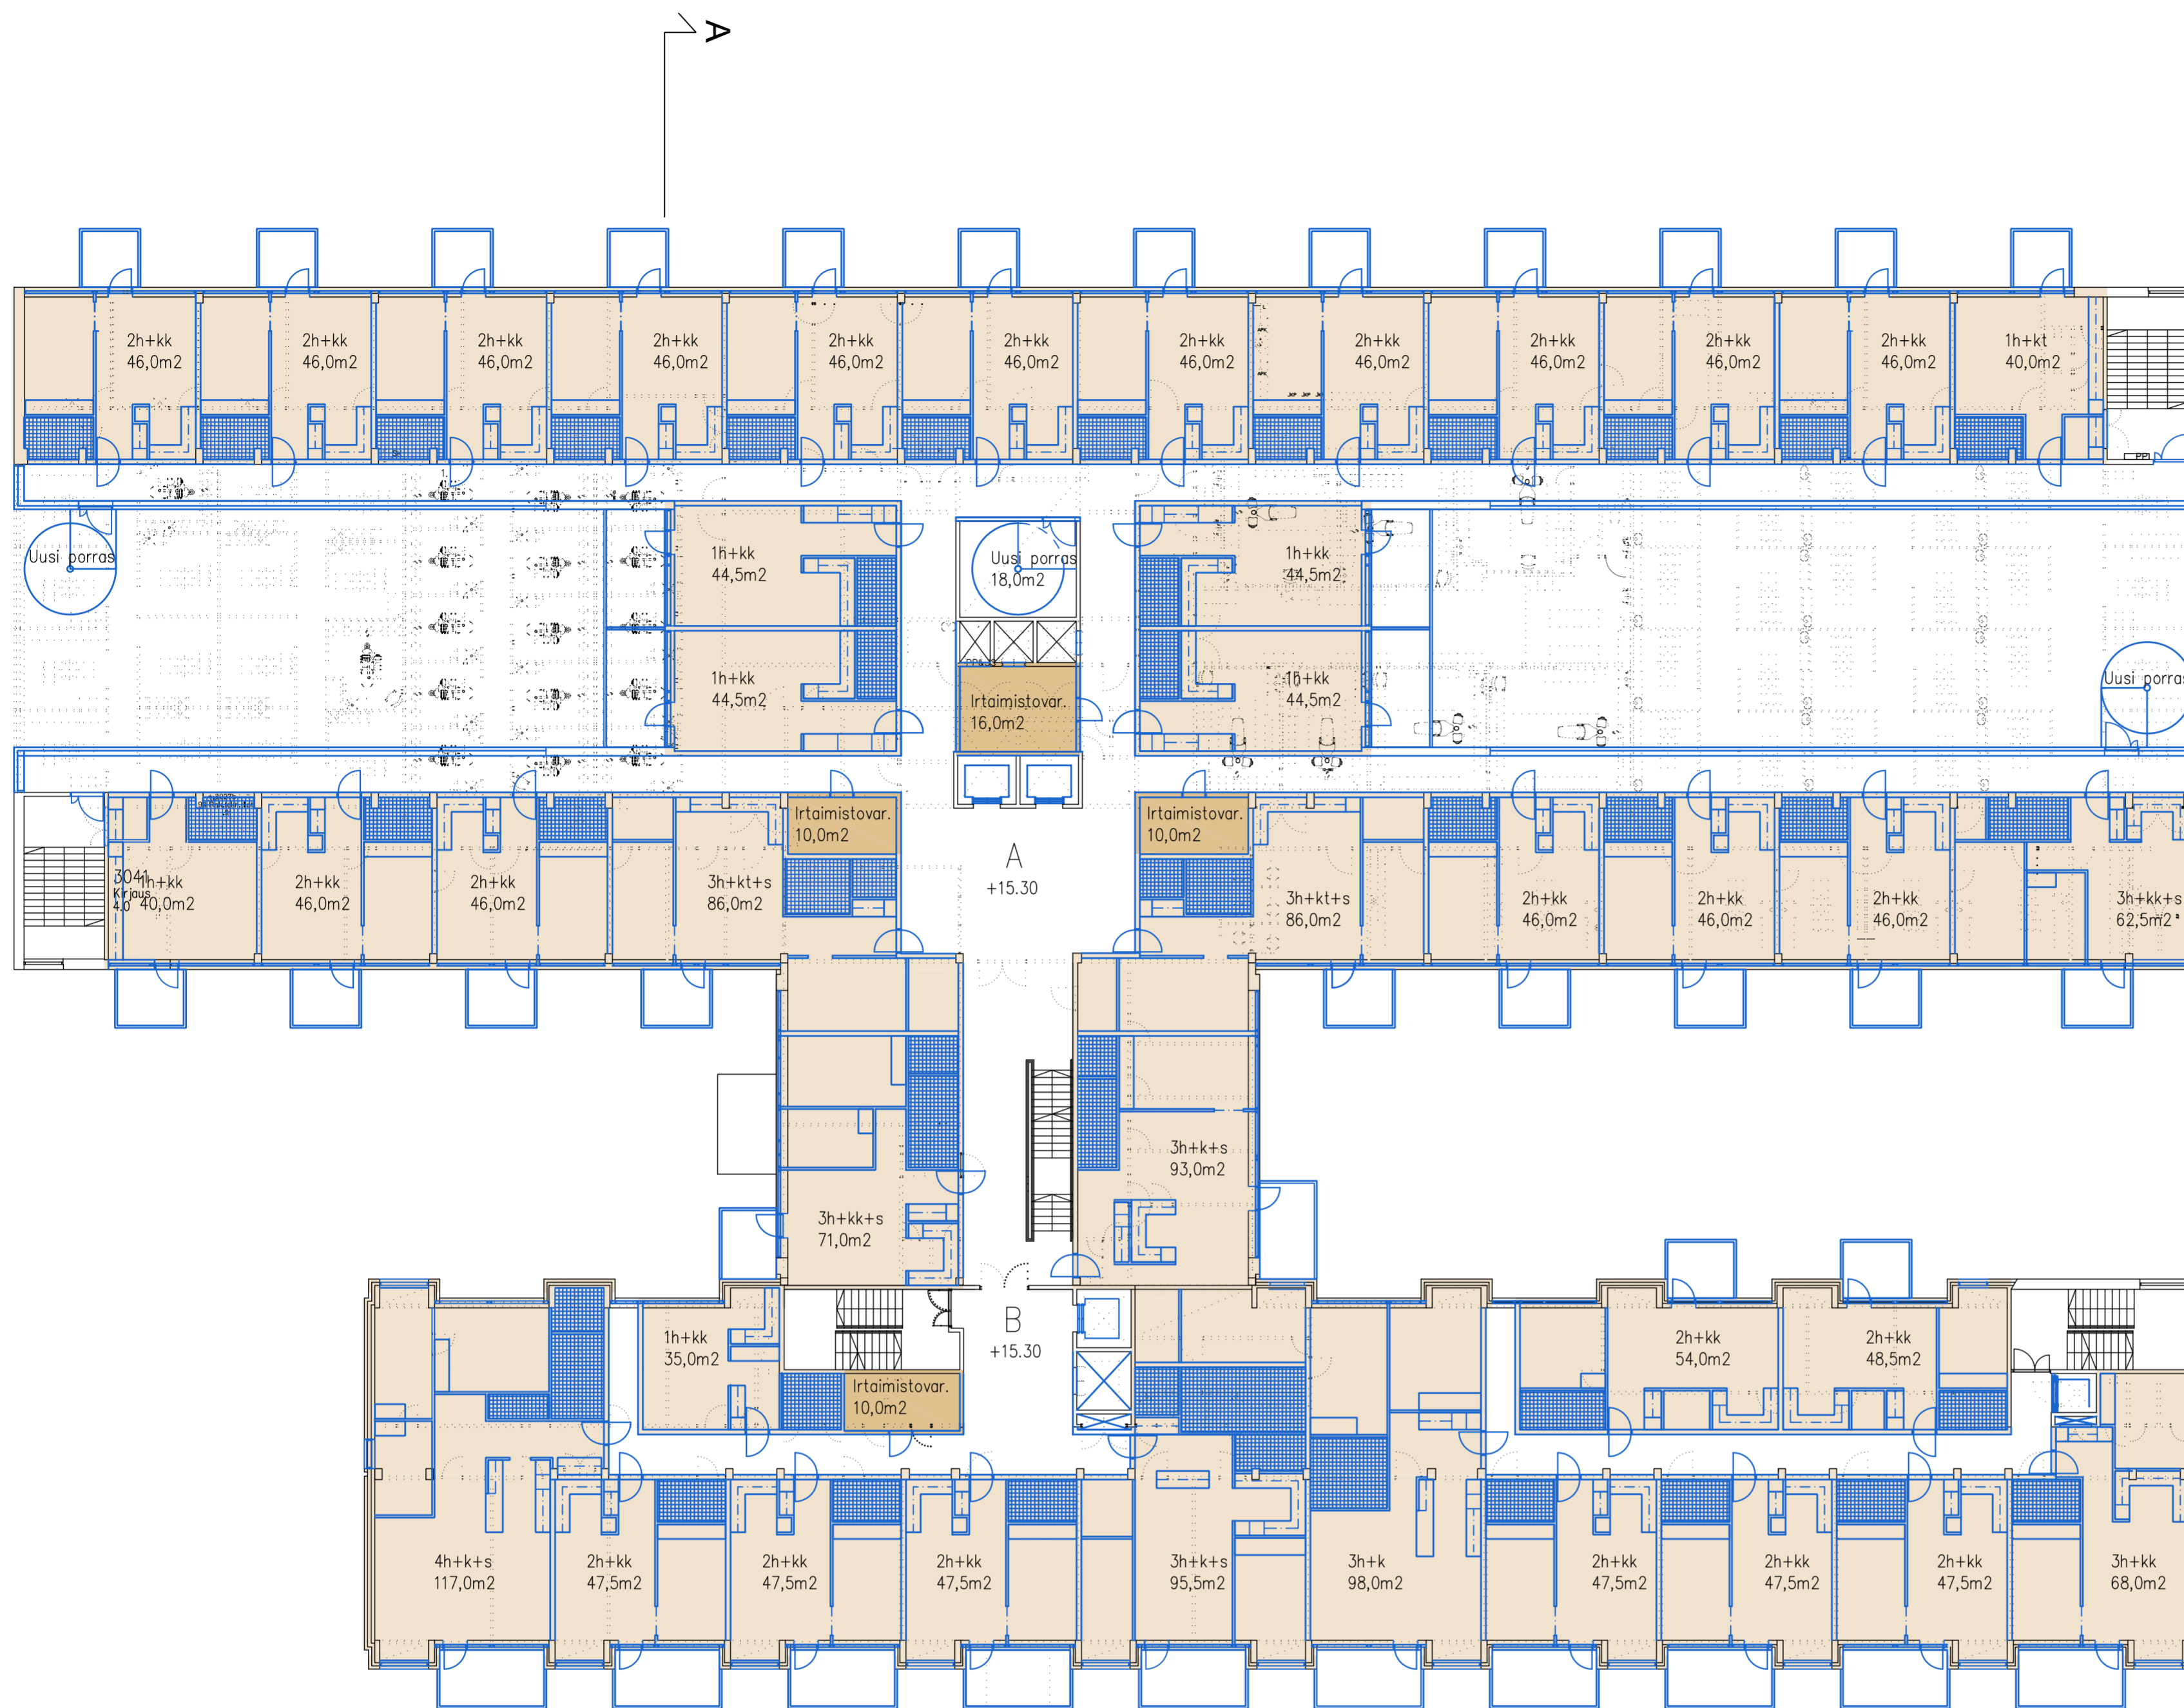 A
2h+kk
46,0m2
2h+kk
46,0m2
2h+kk
46,0m2
2h+kk
46,0m2
2h+kk
46,0m2
2h+kk
46,0m2
2h+kk
46,0m2
2h+kk
46,0m2
2h+kk
46,0m2
2h+kk
46,0m2
2h+kk
46,0m2
1h+kt
40,0m2
PP
Uusi porras
1h+kk
44,5m2
Uusi porras
18,0m2
1h+kk
44,5m2
1h+kk
44,5m2
Irtaimistovar.
16,0m2
1h+kk
44,5m2
Uusi porras
3041
Kirjaus
4.0
1h+kk
40,0m2
2h+kk
46,0m2
2h+kk
46,0m2
3h+kt+s
86,0m2
Irtaimistovar.
10,0m2
A
+15.30
Irtaimistovar.
10,0m2
3h+kt+s
86,0m2
2h+kk
46,0m2
2h+kk
46,0m2
2h+kk
46,0m2
3h+kk+s
62,5m2
3h+kk+s
71,0m2
3h+k+s
93,0m2
1h+kk
35,0m2
B
+15.30
Irtaimistovar.
10,0m2
2h+kk
54,0m2
2h+kk
48,5m2
4h+k+s
117,0m2
2h+kk
47,5m2
2h+kk
47,5m2
2h+kk
47,5m2
3h+k+s
95,5m2
3h+k
98,0m2
2h+kk
47,5m2
2h+kk
47,5m2
2h+kk
47,5m2
3h+kk
68,0m2